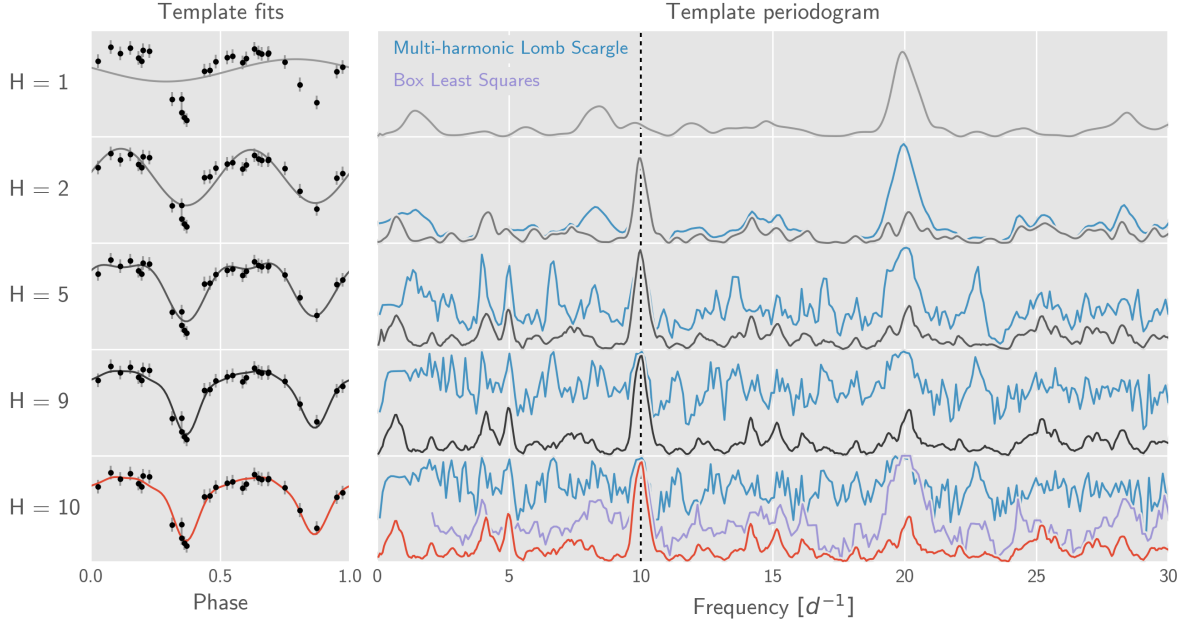 Template fits
Template periodogram
Multi-harmonic Lomb Scargle
Box Least Squares
H = 1
H = 2
H = 5
H = 9
H = 10
0.0 0.5 1.0
0 5 10 15 20 25 30
Phase
Frequency [d⁻¹]